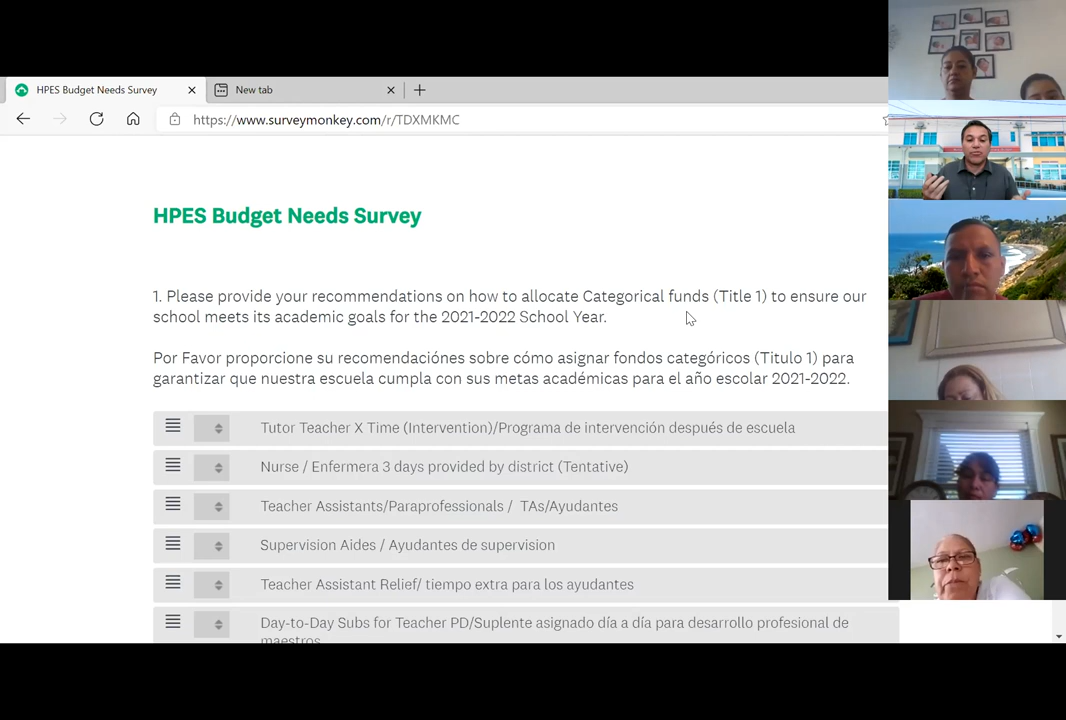 HPES Budget Needs Survey
New tab
https://www.surveymonkey.com/r/TDXMKMC
HPES Budget Needs Survey
1. Please provide your recommendations on how to allocate Categorical funds (Title 1) to ensure our
school meets its academic goals for the 2021-2022 School Year.
Por Favor proporcione su recomendaciónes sobre cómo asignar fondos categóricos (Titulo 1) para
garantizar que nuestra escuela cumpla con sus metas académicas para el año escolar 2021-2022.
Tutor Teacher X Time (Intervention)/Programa de intervención después de escuela
Nurse / Enfermera 3 days provided by district (Tentative)
Teacher Assistants/Paraprofessionals / TAs/Ayudantes
Supervision Aides / Ayudantes de supervision
Teacher Assistant Relief/ tiempo extra para los ayudantes
Day-to-Day Subs for Teacher PD/Suplente asignado día a día para desarrollo profesional de
maestros